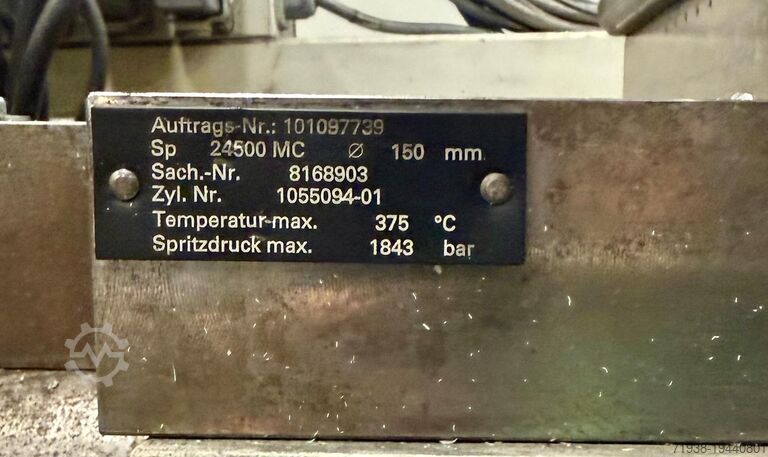 Auftrags-Nr.: 101097739
Sp 24500 MC Ø 150 mm
Sach.-Nr. 8168903
Zyl. Nr. 1055094-01
Temperatur-max. 375 °C
Spritzdruck max. 1843 bar
71938-19440801